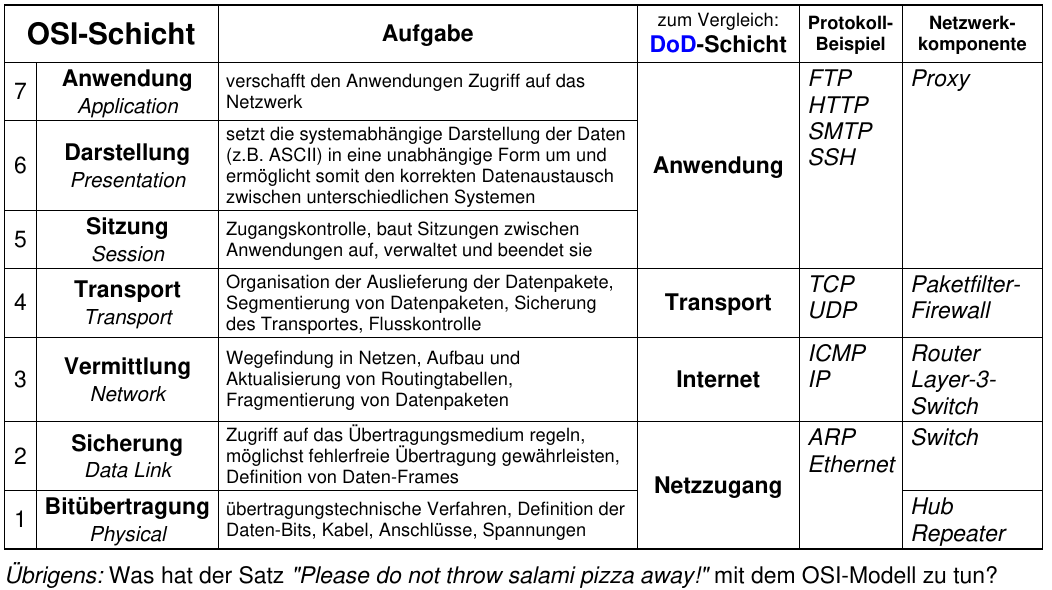 OSI-Schicht
Aufgabe
zum Vergleich:
DoD-Schicht
Protokoll-
Beispiel
Netzwerk-
komponente
7
Anwendung
Application
verschafft den Anwendungen Zugriff auf das
Netzwerk
Anwendung
FTP
HTTP
SMTP
SSH
Proxy
6
Darstellung
Presentation
setzt die systemabhängige Darstellung der Daten
(z.B. ASCII) in eine unabhängige Form um und
ermöglicht somit den korrekten Datenaustausch
zwischen unterschiedlichen Systemen
5
Sitzung
Session
Zugangskontrolle, baut Sitzungen zwischen
Anwendungen auf, verwaltet und beendet sie
4
Transport
Transport
Organisation der Auslieferung der Datenpakete,
Segmentierung von Datenpaketen, Sicherung
des Transportes, Flusskontrolle
Transport
TCP
UDP
Paketfilter-
Firewall
3
Vermittlung
Network
Wegefindung in Netzen, Aufbau und
Aktualisierung von Routingtabellen,
Fragmentierung von Datenpaketen
Internet
ICMP
IP
Router
Layer-3-
Switch
2
Sicherung
Data Link
Zugriff auf das Übertragungsmedium regeln,
möglichst fehlerfreie Übertragung gewährleisten,
Definition von Daten-Frames
Netzzugang
ARP
Ethernet
Switch
1
Bitübertragung
Physical
übertragungstechnische Verfahren, Definition der
Daten-Bits, Kabel, Anschlüsse, Spannungen
Hub
Repeater
Übrigens: Was hat der Satz "Please do not throw salami pizza away!" mit dem OSI-Modell zu tun?